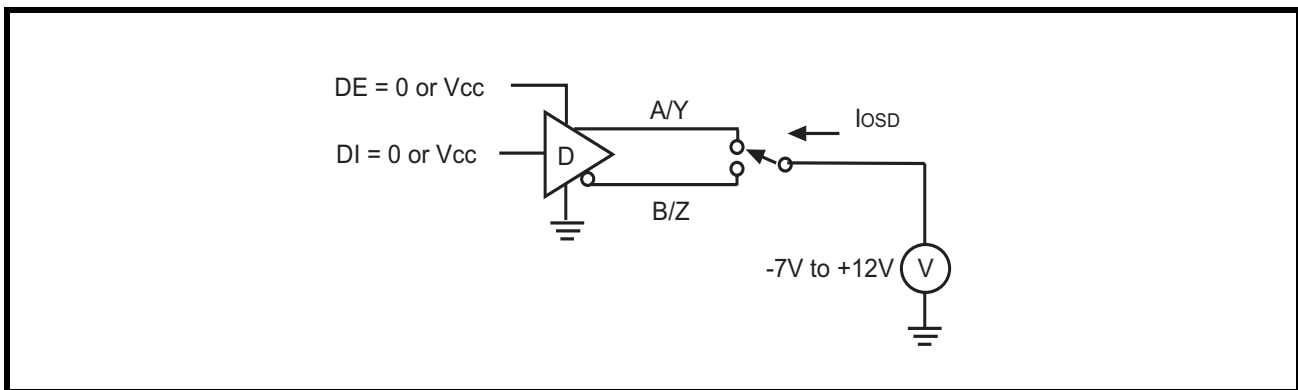 DE = 0 or Vcc
A/Y
IOSD
DI = 0 or Vcc
D
B/Z
-7V to +12V
V